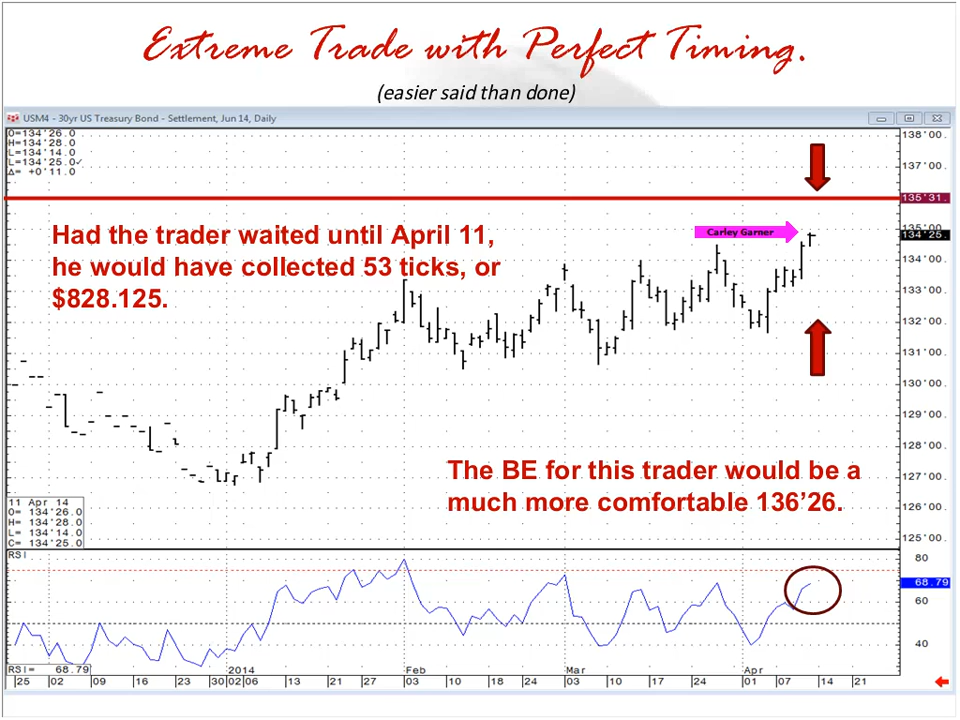 Extreme Trade with Perfect Timing.
(easier said than done)
USM4 - 30yr US Treasury Bond - Settlement, Jun 14, Daily
O=134'26.0
H=134'28.0
L=134'14.0
L=134'25.0✓
Δ= +0'11.0
138'00.
137'00.
135'31.
135'00.
134'25.
134'00.
133'00.
132'00.
131'00.
130'00.
129'00.
128'00.
127'00.
126'00.
125'00.
Had the trader waited until April 11,
he would have collected 53 ticks, or
$828.125.
Carley Garner
The BE for this trader would be a
much more comfortable 136’26.
11 Apr 14
O= 134'26.0
H= 134'28.0
L= 134'14.0
C= 134'25.0
RSI
80
68.79
60
40
RSI= 68.79
2014 Feb Mar Apr
25 02 09 16 23 30 02 06 13 21 27 03 10 18 24 03 10 17 24 01 07 14 21